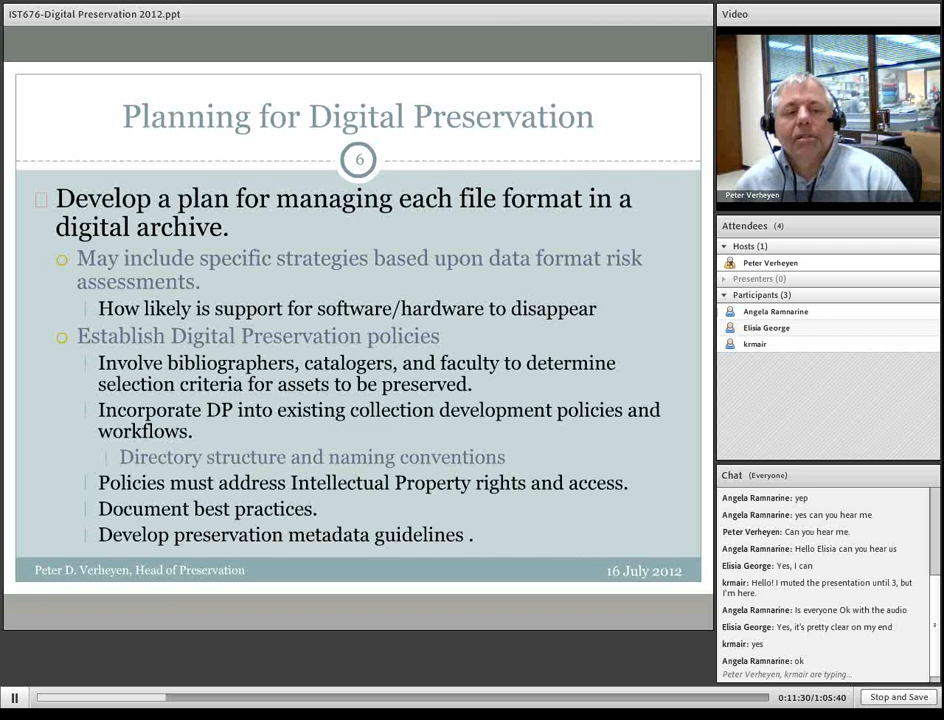 IST676-Digital Preservation 2012.ppt
Planning for Digital Preservation
6
Develop a plan for managing each file format in a
digital archive.
May include specific strategies based upon data format risk
assessments.
How likely is support for software/hardware to disappear
Establish Digital Preservation policies
Involve bibliographers, catalogers, and faculty to determine
selection criteria for assets to be preserved.
Incorporate DP into existing collection development policies and
workflows.
Directory structure and naming conventions
Policies must address Intellectual Property rights and access.
Document best practices.
Develop preservation metadata guidelines .
Peter D. Verheyen, Head of Preservation
16 July 2012
Video
Peter Verheyen
Attendees (4)
Hosts (1)
Peter Verheyen
Presenters (0)
Participants (3)
Angela Ramnarine
Elisia George
krmair
Chat (Everyone)
Angela Ramnarine: yep
Angela Ramnarine: yes can you hear me
Peter Verheyen: Can you hear me.
Angela Ramnarine: Hello Elisia can you hear us
Elisia George: Yes, I can
krmair: Hello! I muted the presentation until 3, but
I'm here.
Angela Ramnarine: Is everyone Ok with the audio
Elisia George: Yes, it's pretty clear on my end
krmair: yes
Angela Ramnarine: ok
Peter Verheyen, krmair are typing...
0:11:30/1:05:40
Stop and Save